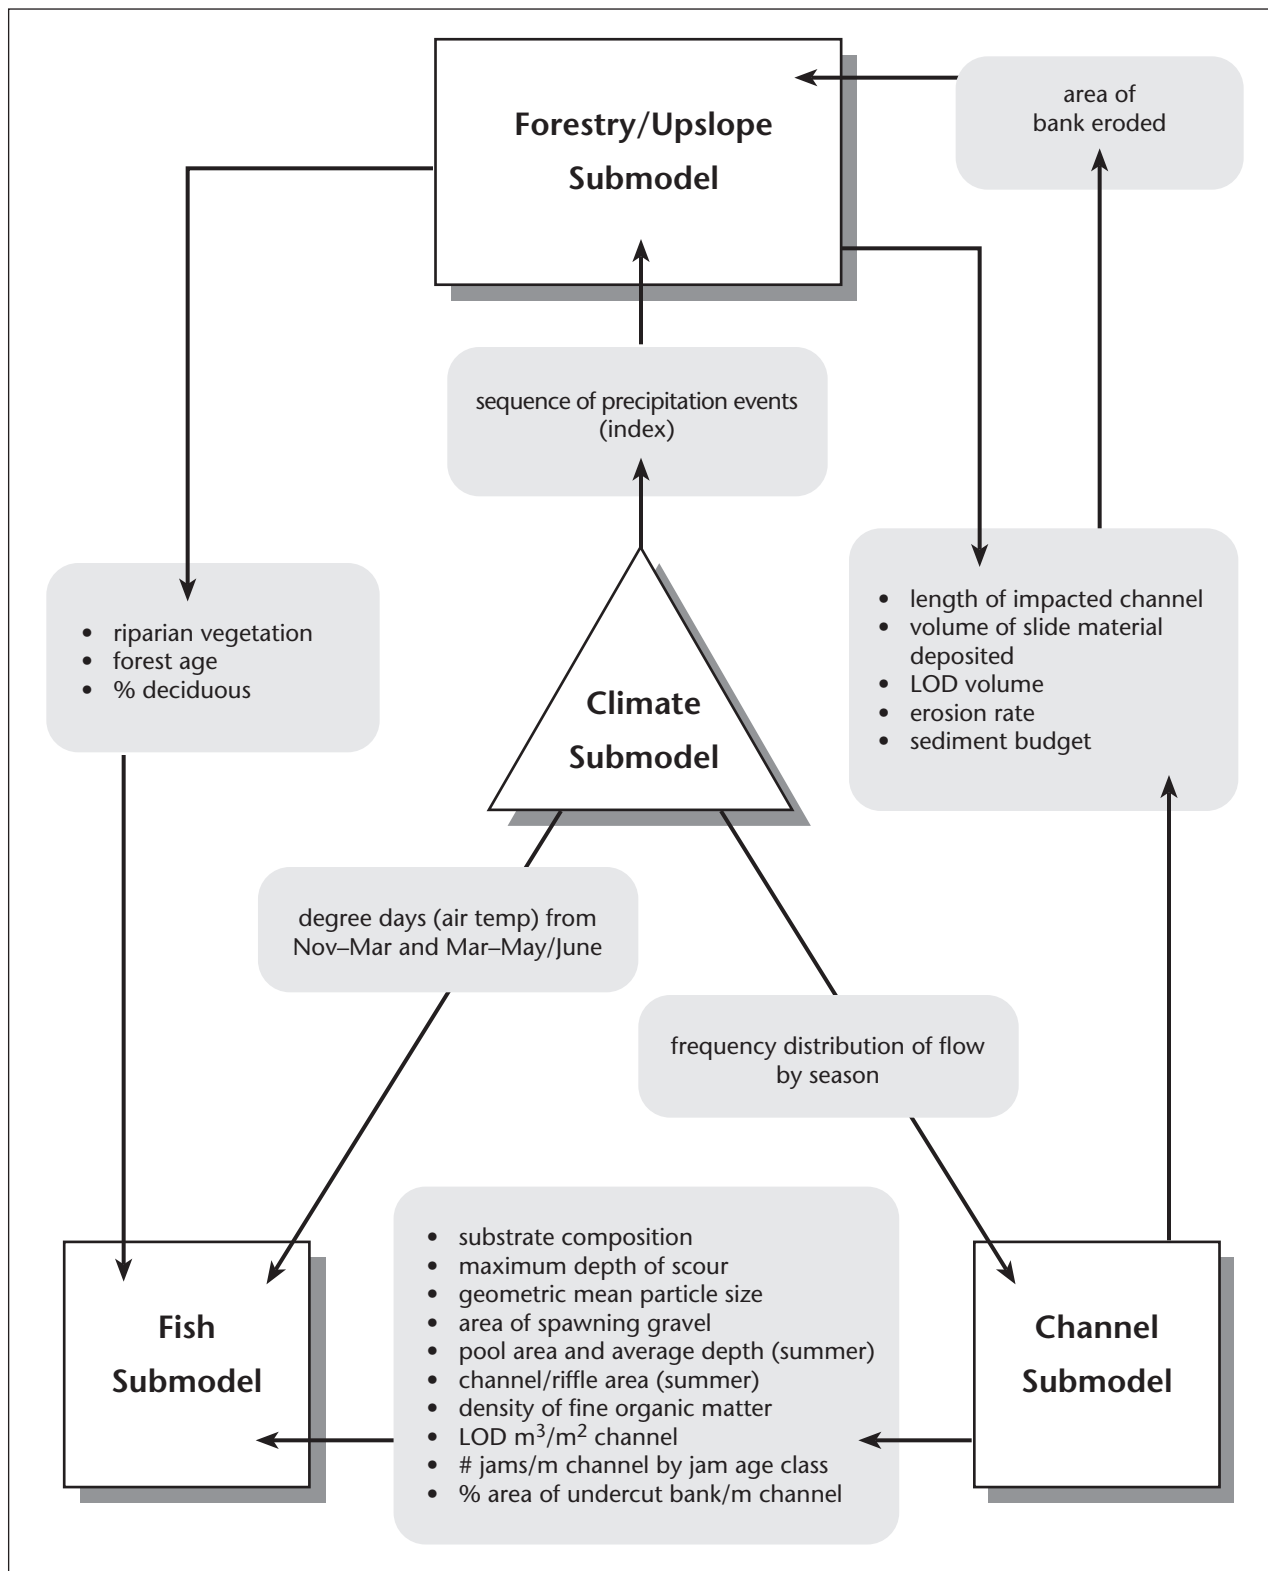 Forestry/Upslope
Submodel
area of
bank eroded
sequence of precipitation events
(index)
• riparian vegetation
• forest age
• % deciduous
Climate
Submodel
• length of impacted channel
• volume of slide material
deposited
• LOD volume
• erosion rate
• sediment budget
degree days (air temp) from
Nov–Mar and Mar–May/June
frequency distribution of flow
by season
Fish
Submodel
• substrate composition
• maximum depth of scour
• geometric mean particle size
• area of spawning gravel
• pool area and average depth (summer)
• channel/riffle area (summer)
• density of fine organic matter
• LOD m³/m² channel
• # jams/m channel by jam age class
• % area of undercut bank/m channel
Channel
Submodel